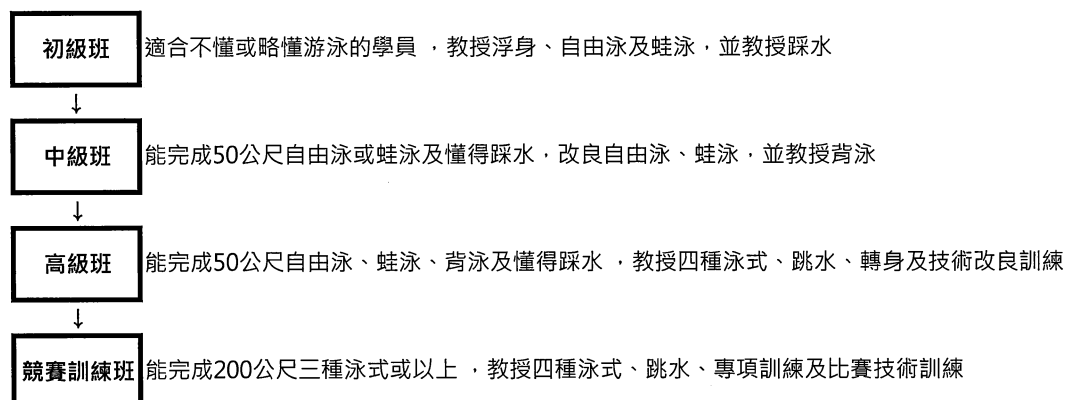 初級班 適合不懂或略懂游泳的學員，教授浮身、自由泳及蛙泳，並教授踩水
↓
中級班 能完成50公尺自由泳或蛙泳及懂得踩水，改良自由泳、蛙泳，並教授背泳
↓
高級班 能完成50公尺自由泳、蛙泳、背泳及懂得踩水，教授四種泳式、跳水、轉身及技術改良訓練
↓
競賽訓練班 能完成200公尺三種泳式或以上，教授四種泳式、跳水、專項訓練及比賽技術訓練